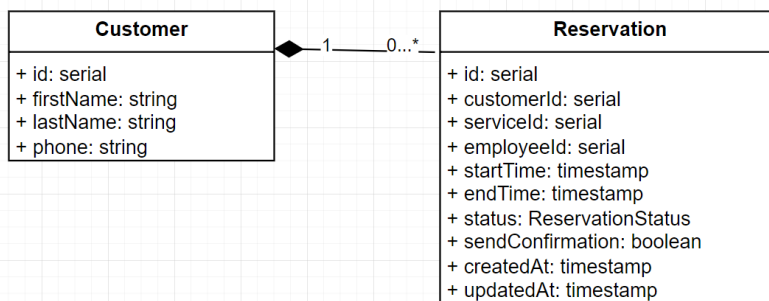 Customer
+ id: serial
+ firstName: string
+ lastName: string
+ phone: string
1
0...*
Reservation
+ id: serial
+ customerId: serial
+ serviceId: serial
+ employeeId: serial
+ startTime: timestamp
+ endTime: timestamp
+ status: ReservationStatus
+ sendConfirmation: boolean
+ createdAt: timestamp
+ updatedAt: timestamp